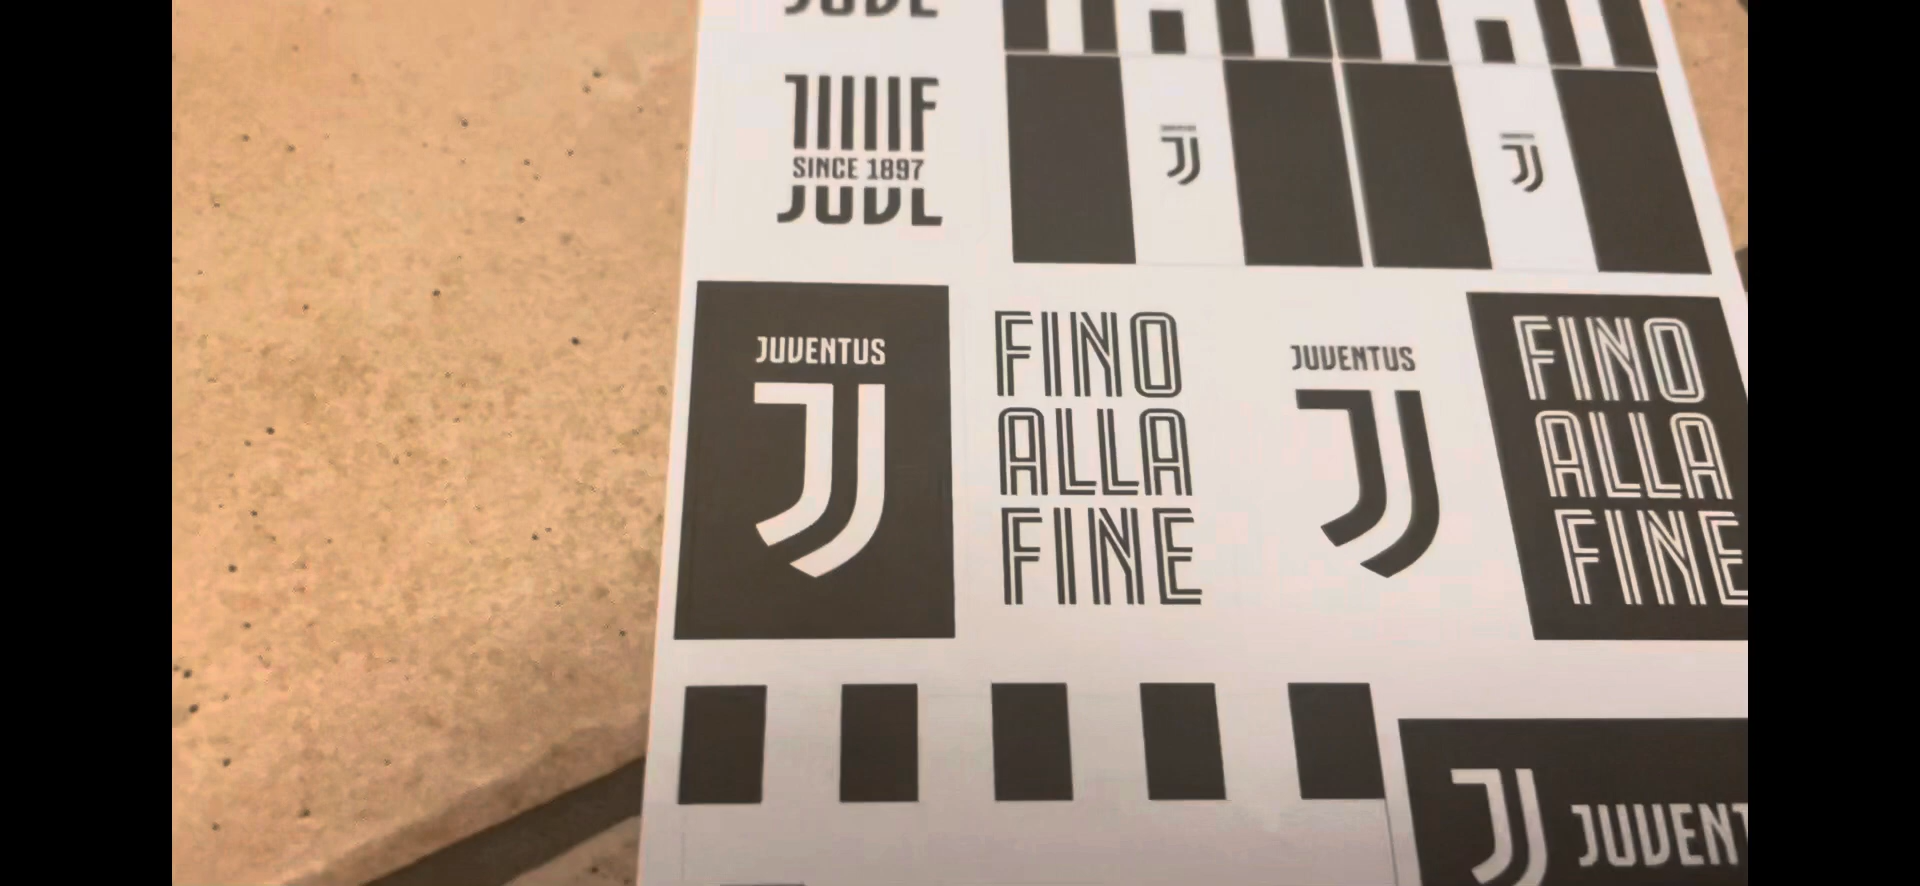 SINCE 1897
JUVENTUS
FINO
ALLA
FINE
JUVENTUS
FINO
ALLA
FINE